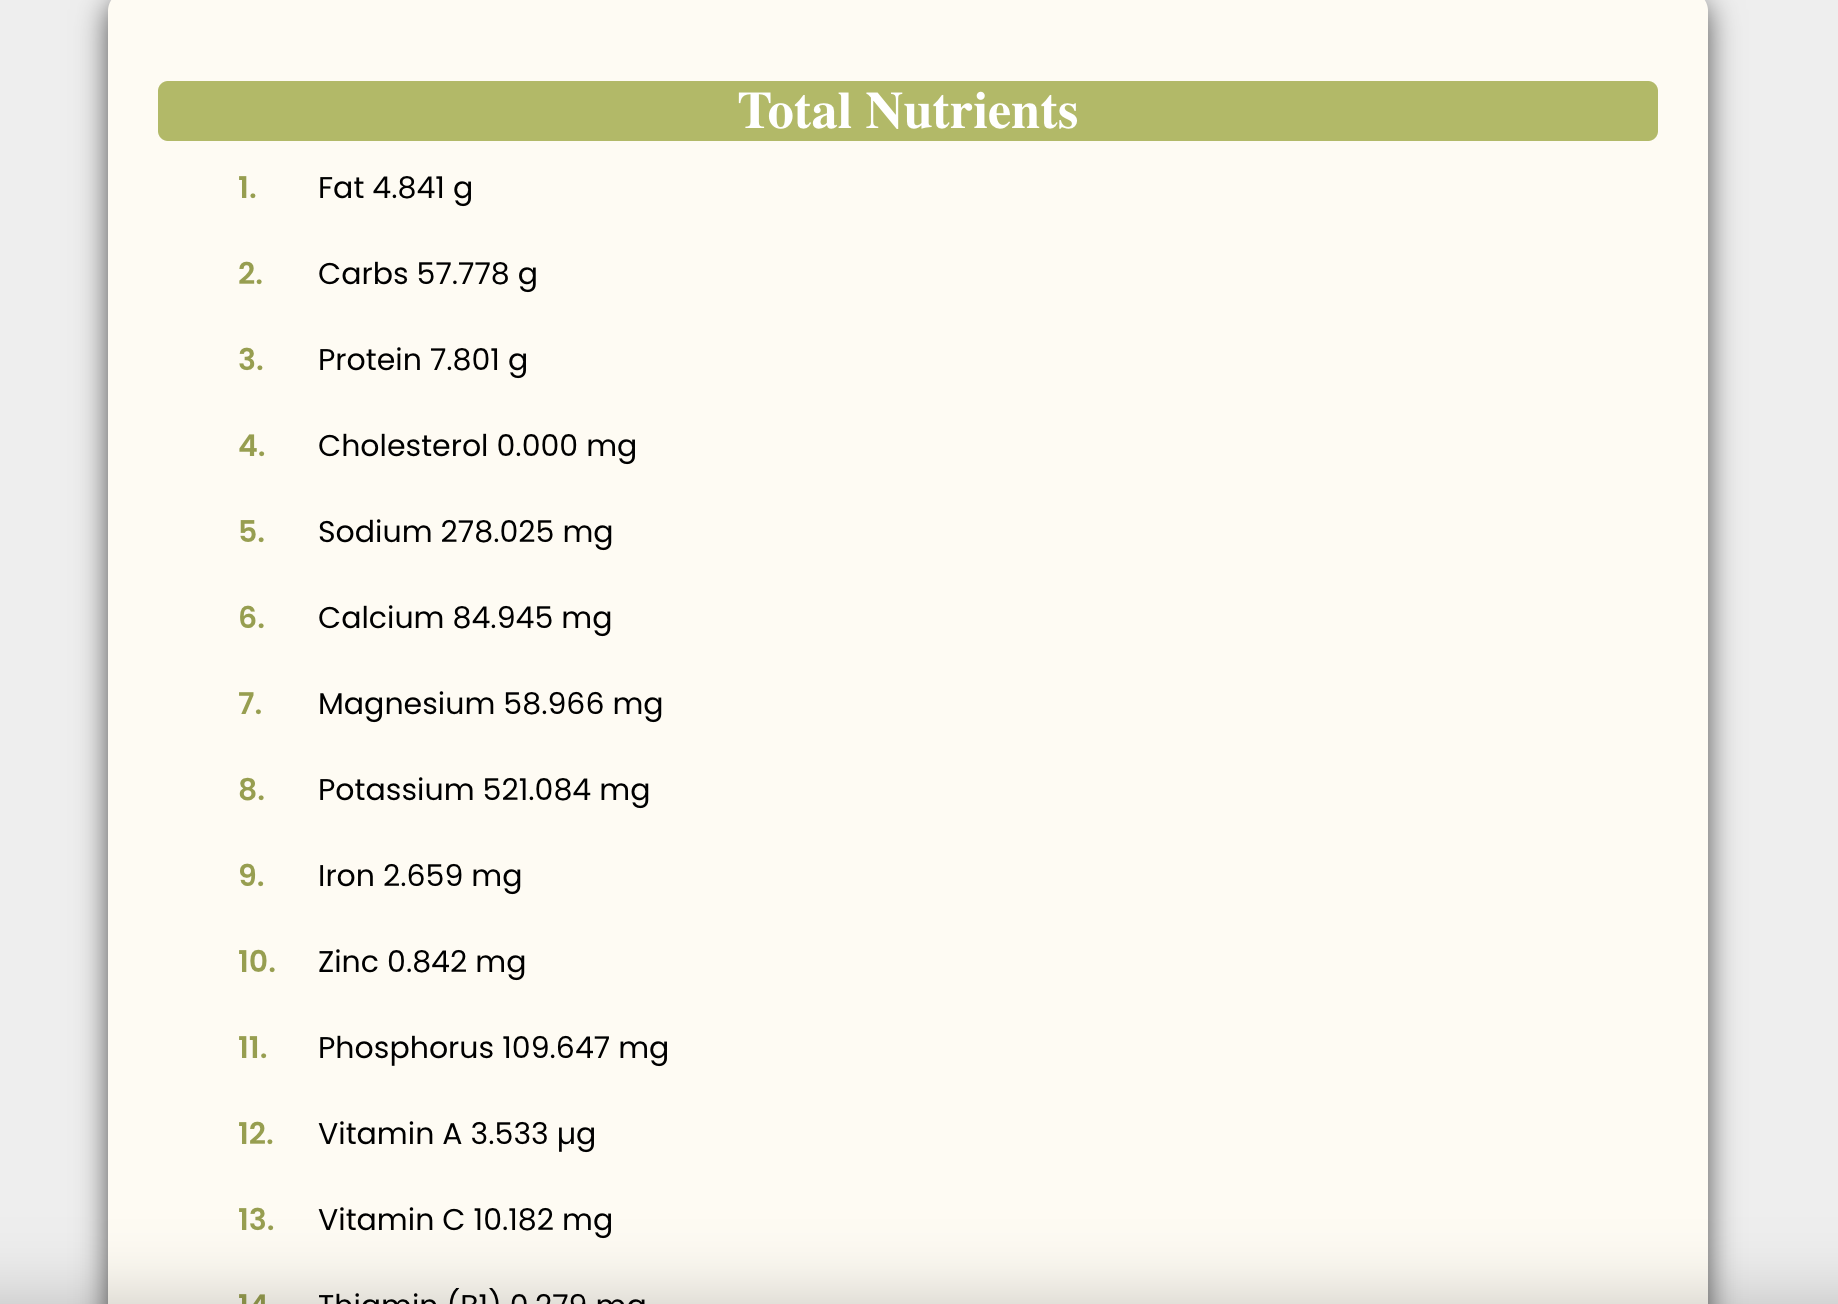 Total Nutrients
1. Fat 4.841 g
2. Carbs 57.778 g
3. Protein 7.801 g
4. Cholesterol 0.000 mg
5. Sodium 278.025 mg
6. Calcium 84.945 mg
7. Magnesium 58.966 mg
8. Potassium 521.084 mg
9. Iron 2.659 mg
10. Zinc 0.842 mg
11. Phosphorus 109.647 mg
12. Vitamin A 3.533 µg
13. Vitamin C 10.182 mg
14. Thiamin (B1) 0.279 mg